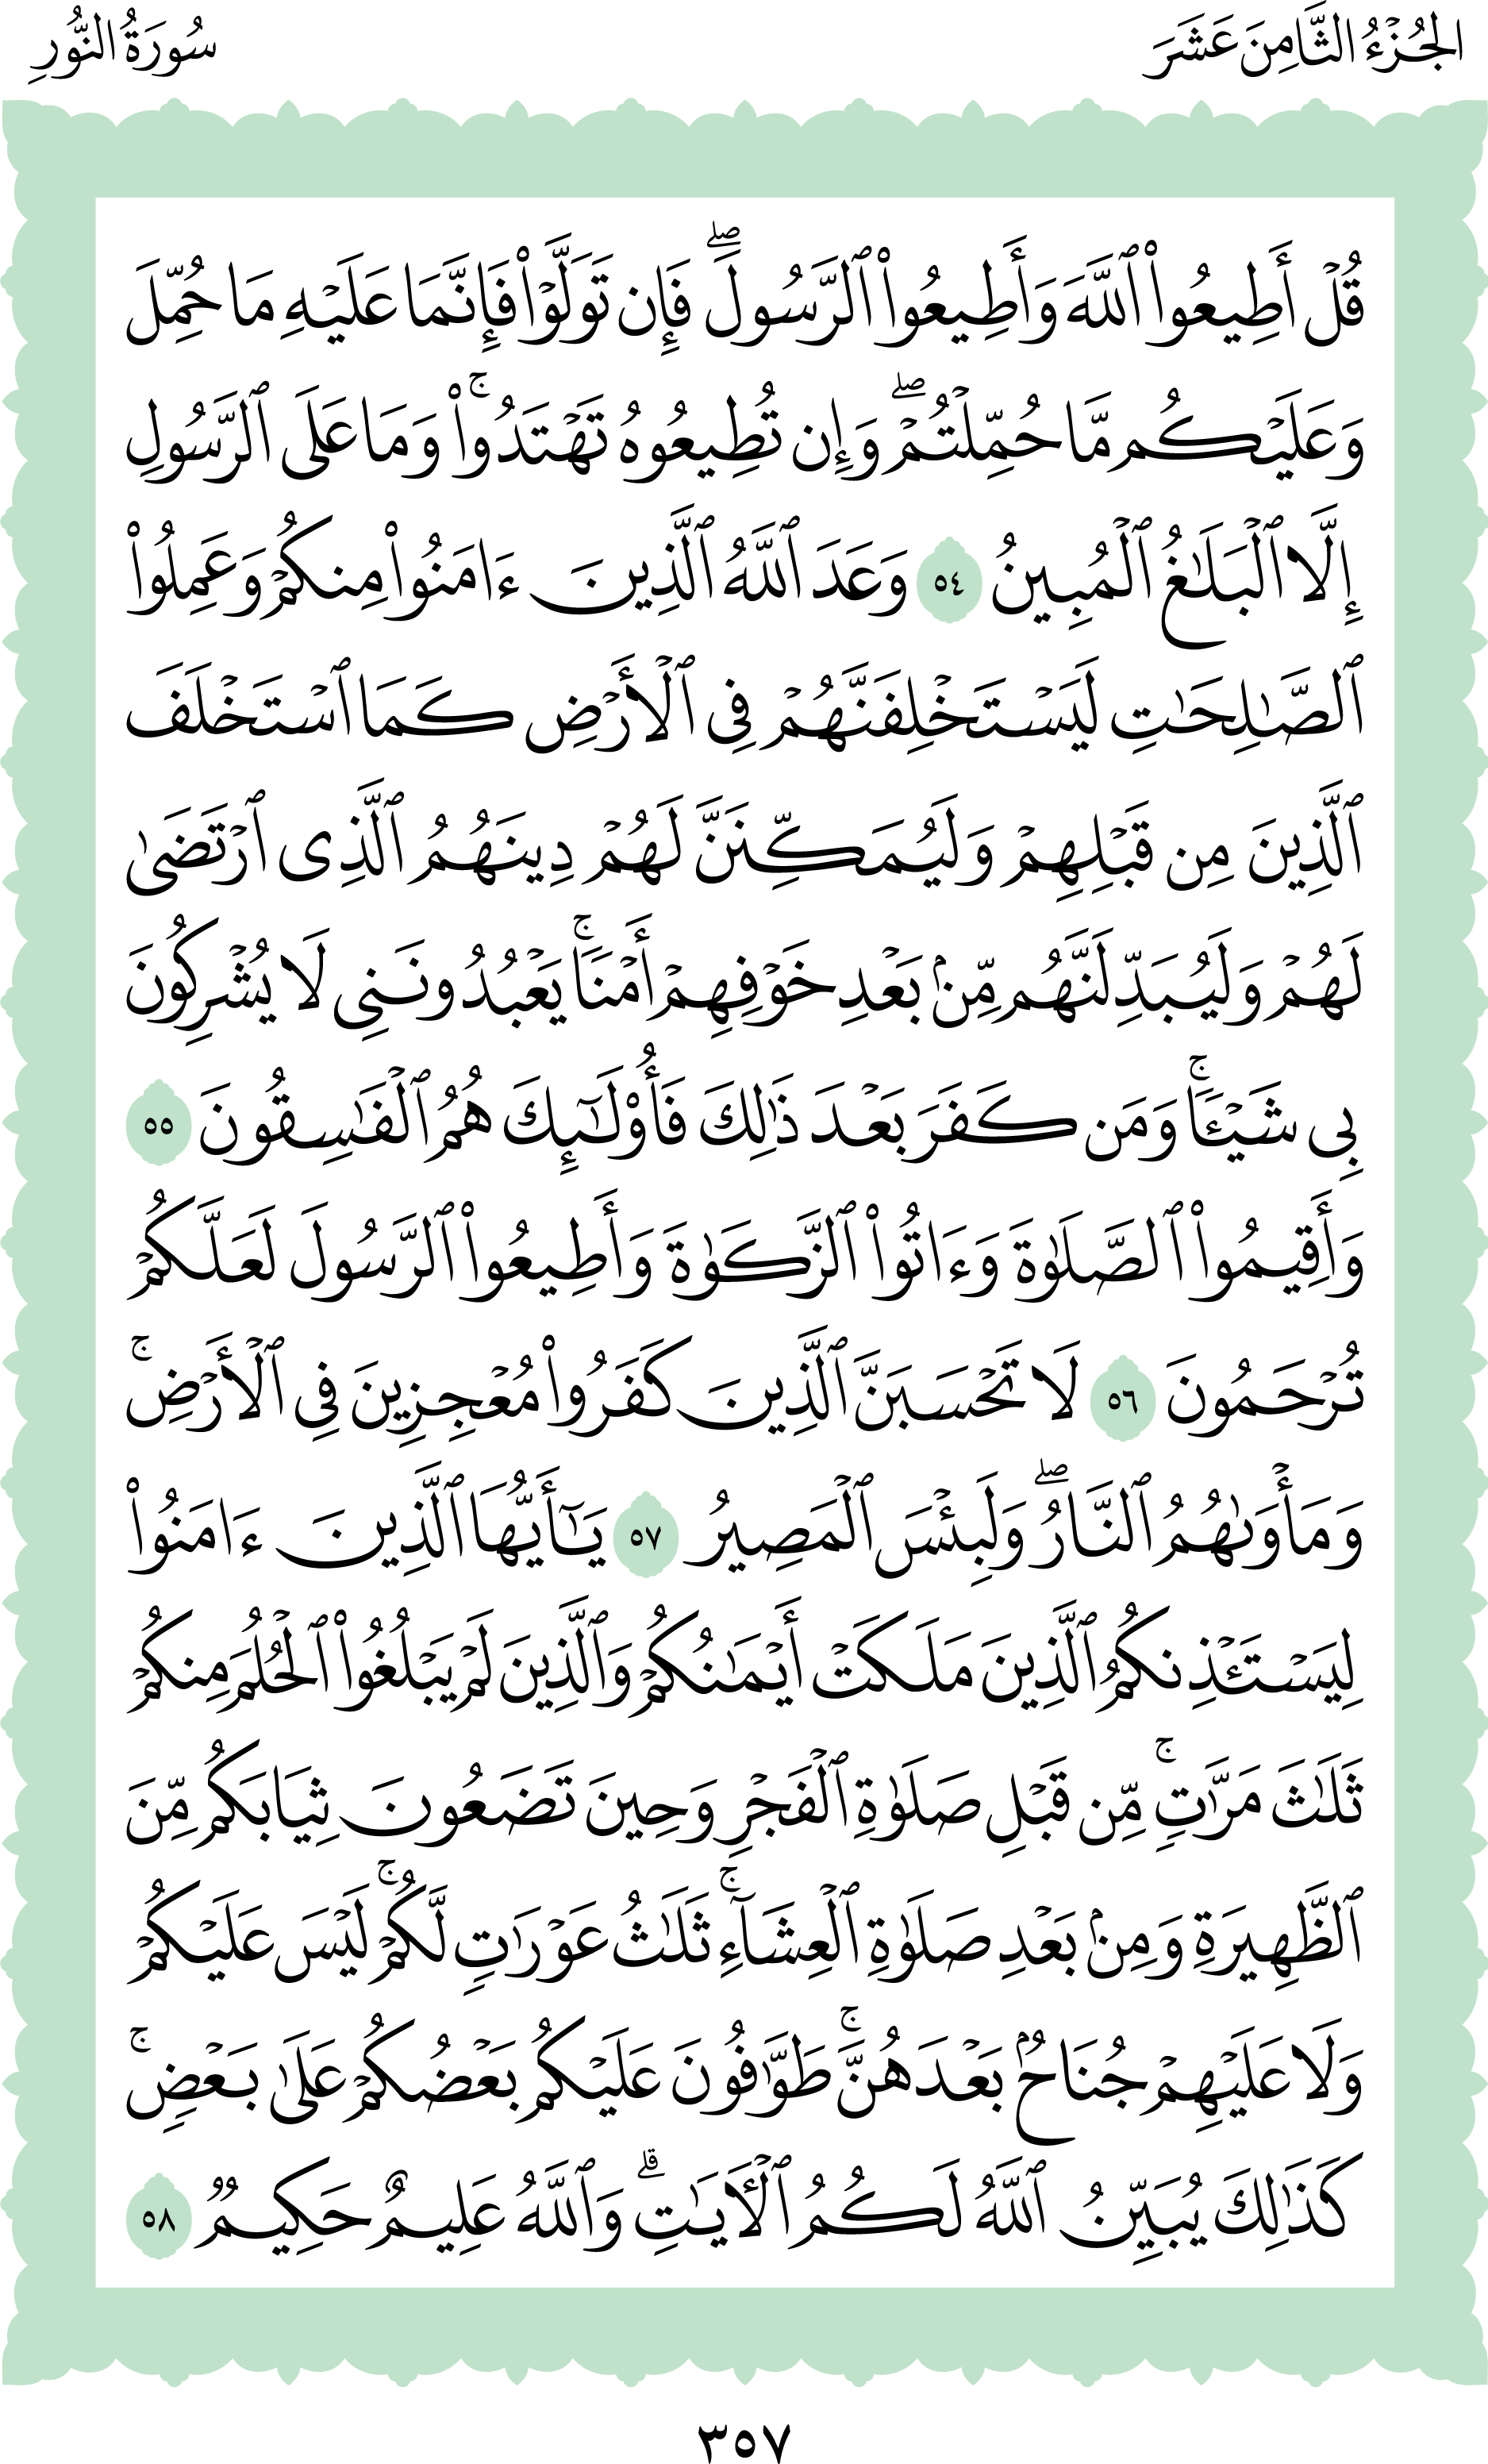 الجُزْءُ الثَّامِنَ عَشَرَ
سُورَةُ النُّورِ
قُلْ أَطِيعُوا۟ ٱللَّهَ وَأَطِيعُوا۟ ٱلرَّسُولَ ۖ فَإِن تَوَلَّوْا۟ فَإِنَّمَا عَلَيْهِ مَا حُمِّلَ
وَعَلَيْكُم مَّا حُمِّلْتُمْ ۖ وَإِن تُطِيعُوهُ تَهْتَدُوا۟ ۚ وَمَا عَلَى ٱلرَّسُولِ
إِلَّا ٱلْبَلَـٰغُ ٱلْمُبِينُ ٥٤ وَعَدَ ٱللَّهُ ٱلَّذِينَ ءَامَنُوا۟ مِنكُمْ وَعَمِلُوا۟
ٱلصَّـٰلِحَـٰتِ لَيَسْتَخْلِفَنَّهُمْ فِى ٱلْأَرْضِ كَمَا ٱسْتَخْلَفَ
ٱلَّذِينَ مِن قَبْلِهِمْ وَلَيُمَكِّنَنَّ لَهُمْ دِينَهُمُ ٱلَّذِى ٱرْتَضَىٰ
لَهُمْ وَلَيُبَدِّلَنَّهُم مِّنۢ بَعْدِ خَوْفِهِمْ أَمْنًا ۚ يَعْبُدُونَنِى لَا يُشْرِكُونَ
بِى شَيْـًٔا ۚ وَمَن كَفَرَ بَعْدَ ذَٰلِكَ فَأُو۟لَـٰٓئِكَ هُمُ ٱلْفَـٰسِقُونَ ٥٥
وَأَقِيمُوا۟ ٱلصَّلَوٰةَ وَءَاتُوا۟ ٱلزَّكَوٰةَ وَأَطِيعُوا۟ ٱلرَّسُولَ لَعَلَّكُمْ
تُرْحَمُونَ ٥٦ لَا تَحْسَبَنَّ ٱلَّذِينَ كَفَرُوا۟ مُعْجِزِينَ فِى ٱلْأَرْضِ ۚ
وَمَأْوَىٰهُمُ ٱلنَّارُ ۖ وَلَبِئْسَ ٱلْمَصِيرُ ٥٧ يَـٰٓأَيُّهَا ٱلَّذِينَ ءَامَنُوا۟
لِيَسْتَـْٔذِنكُمُ ٱلَّذِينَ مَلَكَتْ أَيْمَـٰنُكُمْ وَٱلَّذِينَ لَمْ يَبْلُغُوا۟ ٱلْحُلُمَ مِنكُمْ
ثَلَـٰثَ مَرَّٰتٍ ۚ مِّن قَبْلِ صَلَوٰةِ ٱلْفَجْرِ وَحِينَ تَضَعُونَ ثِيَابَكُم مِّنَ
ٱلظَّهِيرَةِ وَمِنۢ بَعْدِ صَلَوٰةِ ٱلْعِشَآءِ ۚ ثَلَـٰثُ عَوْرَٰتٍ لَّكُمْ ۚ لَيْسَ عَلَيْكُمْ
وَلَا عَلَيْهِمْ جُنَاحٌۢ بَعْدَهُنَّ ۚ طَوَّٰفُونَ عَلَيْكُم بَعْضُكُمْ عَلَىٰ بَعْضٍ ۚ
كَذَٰلِكَ يُبَيِّنُ ٱللَّهُ لَكُمُ ٱلْـَٔايَـٰتِ ۗ وَٱللَّهُ عَلِيمٌ حَكِيمٌ ٥٨
٣٥٧